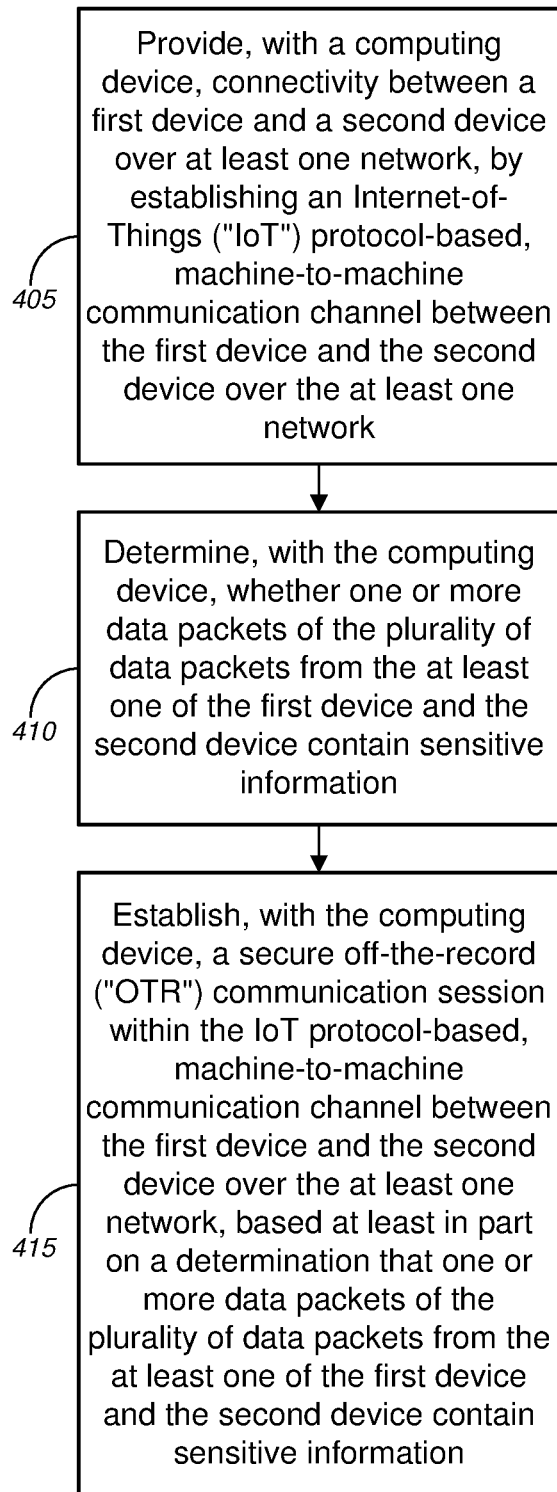 Provide, with a computing
device, connectivity between a
first device and a second device
over at least one network, by
establishing an Internet-of-
Things ("IoT") protocol-based,
machine-to-machine
communication channel between
the first device and the second
device over the at least one
network
405
Determine, with the computing
device, whether one or more
data packets of the plurality of
data packets from the at least
one of the first device and the
second device contain sensitive
information
410
Establish, with the computing
device, a secure off-the-record
("OTR") communication session
within the IoT protocol-based,
machine-to-machine
communication channel between
the first device and the second
device over the at least one
network, based at least in part
on a determination that one or
more data packets of the
plurality of data packets from the
at least one of the first device
and the second device contain
sensitive information
415